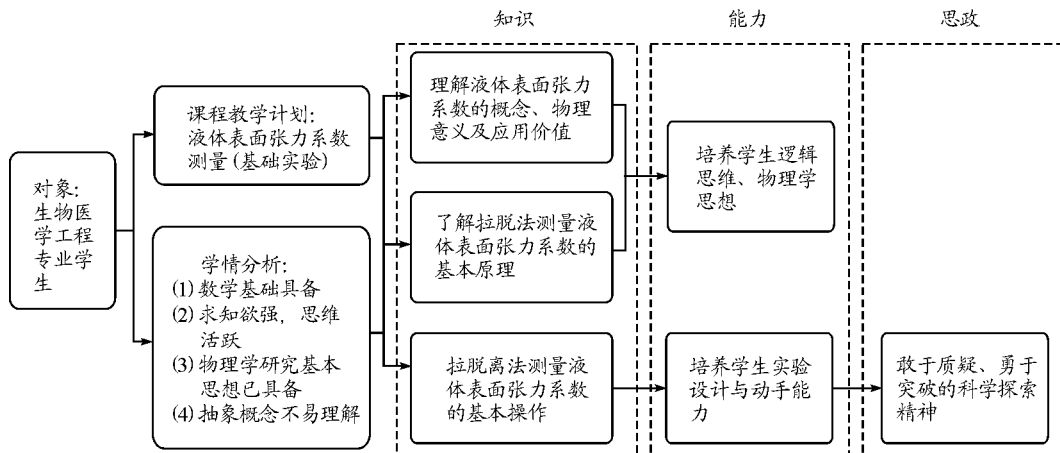 知识
能力
思政
对象:
生物医
学工程
专业学
生
课程教学计划:
液体表面张力系数
测量(基础实验)
学情分析:
(1) 数学基础具备
(2) 求知欲强, 思维
活跃
(3) 物理学研究基本
思想已具备
(4) 抽象概念不易理解
理解液体表面张力
系数的概念、物理
意义及应用价值
了解拉脱法测量液
体表面张力系数的
基本原理
拉脱离法测量液
体表面张力系数
的基本操作
培养学生逻辑
思维、物理学
思想
培养学生实验
设计与动手能
力
敢于质疑、勇于
突破的科学探索
精神